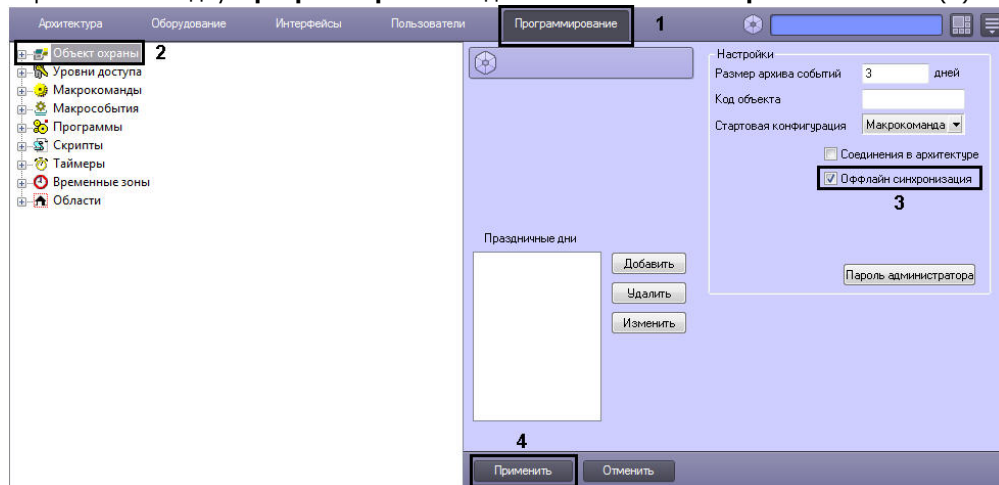 Архитектура Оборудование Интерфейсы Пользователи Программирование 1
Объект охраны 2
Уровни доступа
Макрокоманды
Макрособытия
Программы
Скрипты
Таймеры
Временные зоны
Области
Настройки
Размер архива событий 3 дней
Код объекта
Стартовая конфигурация Макрокоманда
Соединения в архитектуре
Оффлайн синхронизация
3
Пароль администратора
Праздничные дни
Добавить
Удалить
Изменить
4
Применить Отменить